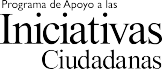 Programa de Apoyo a las
Iniciativas
Ciudadanas